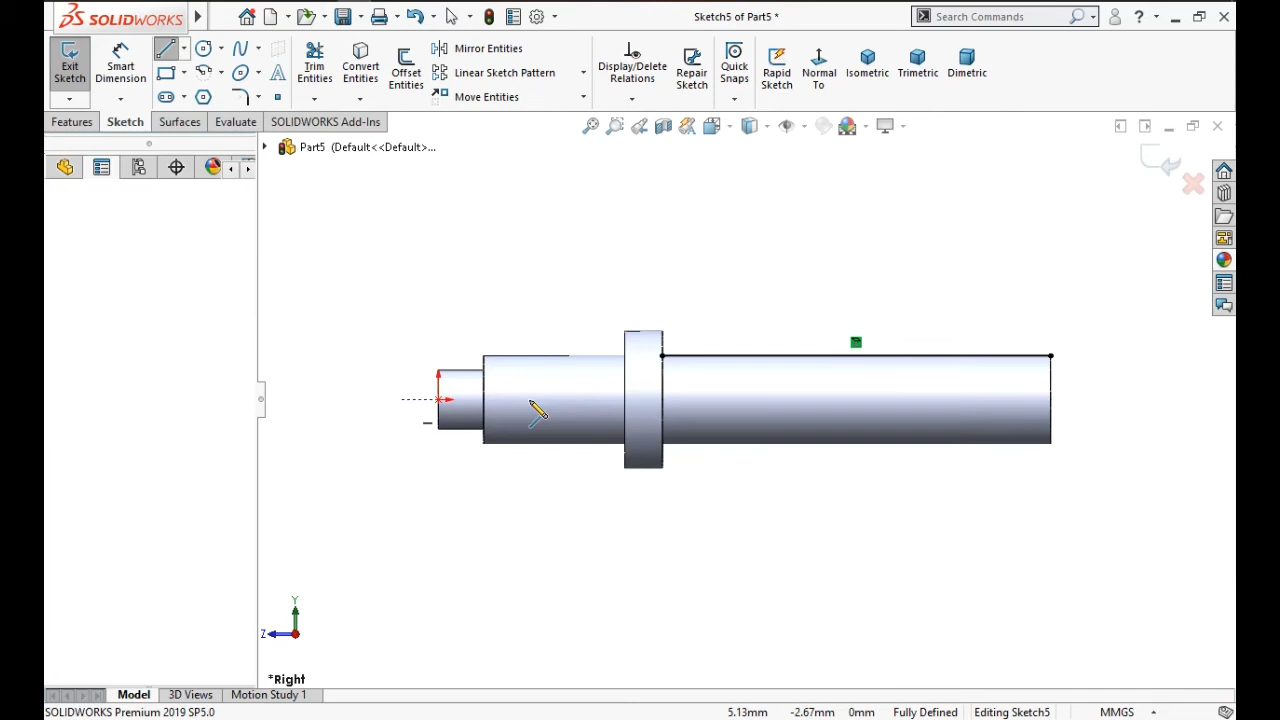 SOLIDWORKS
Sketch5 of Part5 *
Search Commands
?
Exit Sketch
Smart Dimension
Trim Entities
Convert Entities
Offset Entities
Mirror Entities
Linear Sketch Pattern
Move Entities
Display/Delete Relations
Repair Sketch
Quick Snaps
Rapid Sketch
Normal To
Isometric
Trimetric
Dimetric
Features
Sketch
Surfaces
Evaluate
SOLIDWORKS Add-Ins
Part5 (Default<<Default>...
Y
Z
*Right
Model
3D Views
Motion Study 1
SOLIDWORKS Premium 2019 SP5.0
5.13mm
-2.67mm
0mm
Fully Defined
Editing Sketch5
MMGS